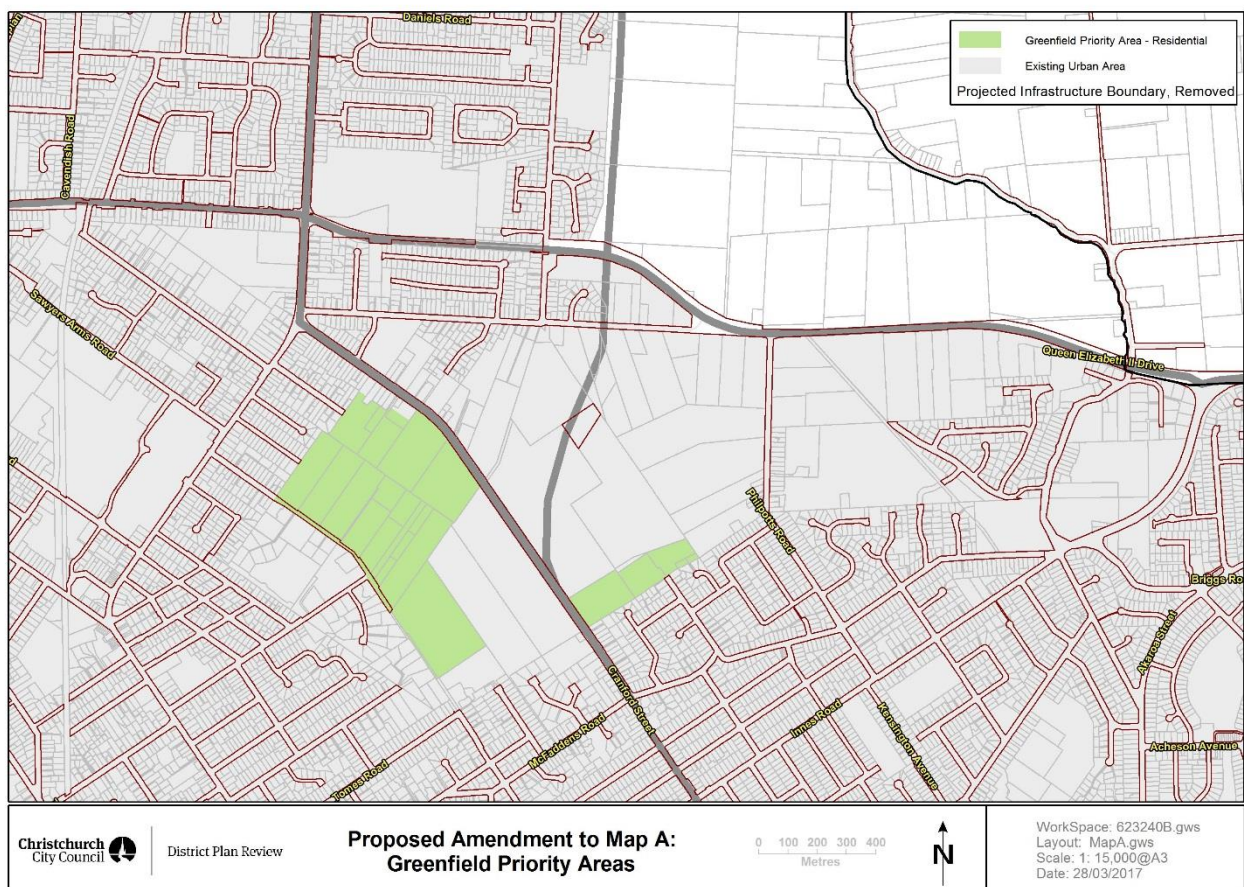 Daniels Road
Greenfield Priority Area - Residential
Existing Urban Area
Projected Infrastructure Boundary, Removed
Cavendish Road
Sawyers Arms Road
Queen Elizabeth II Drive
Philpotts Road
Briggs Ro
Akaroa Street
Cranford Street
McFaddens Road
Innes Road
Kensington Avenue
Acheson Avenue
Tomes Road
Christchurch
City Council
District Plan Review
Proposed Amendment to Map A:
Greenfield Priority Areas
0 100 200 300 400
Metres
N
WorkSpace: 623240B.gws
Layout: MapA.gws
Scale: 1: 15,000@A3
Date: 28/03/2017